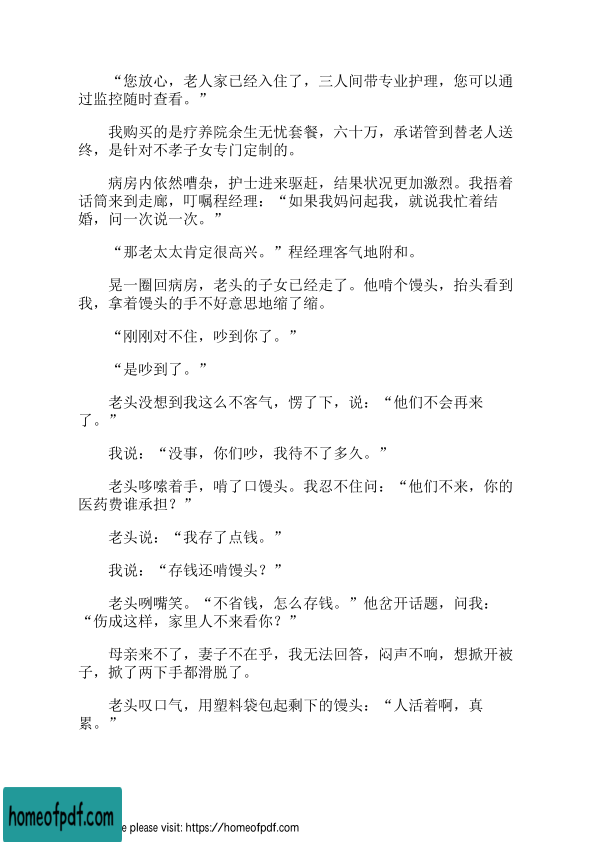 “您放心，老人家已经入住了，三人间带专业护理，您可以通
过监控随时查看。”
我购买的是疗养院余生无忧套餐，六十万，承诺管到替老人送
终，是针对不孝子女专门定制的。
病房内依然嘈杂，护士进来驱赶，结果状况更加激烈。我捂着
话筒来到走廊，叮嘱程经理：“如果我妈问起我，就说我忙着结
婚，问一次说一次。”
“那老太太肯定很高兴。”程经理客气地附和。
晃一圈回病房，老头的子女已经走了。他啃个馒头，抬头看到
我，拿着馒头的手不好意思地缩了缩。
“刚刚对不住，吵到你了。”
“是吵到了。”
老头没想到我这么不客气，愣了下，说：“他们不会再来
了。”
我说：“没事，你们吵，我待不了多久。”
老头哆嗦着手，啃了口馒头。我忍不住问：“他们不来，你的
医药费谁承担？”
老头说：“我存了点钱。”
我说：“存钱还啃馒头？”
老头咧嘴笑。“不省钱，怎么存钱。”他岔开话题，问我：
“伤成这样，家里人不来看你？”
母亲来不了，妻子不在乎，我无法回答，闷声不响，想掀开被
子，掀了两下手都滑脱了。
老头叹口气，用塑料袋包起剩下的馒头：“人活着啊，真
累。”
homeofpdf.com
e please visit: https://homeofpdf.com